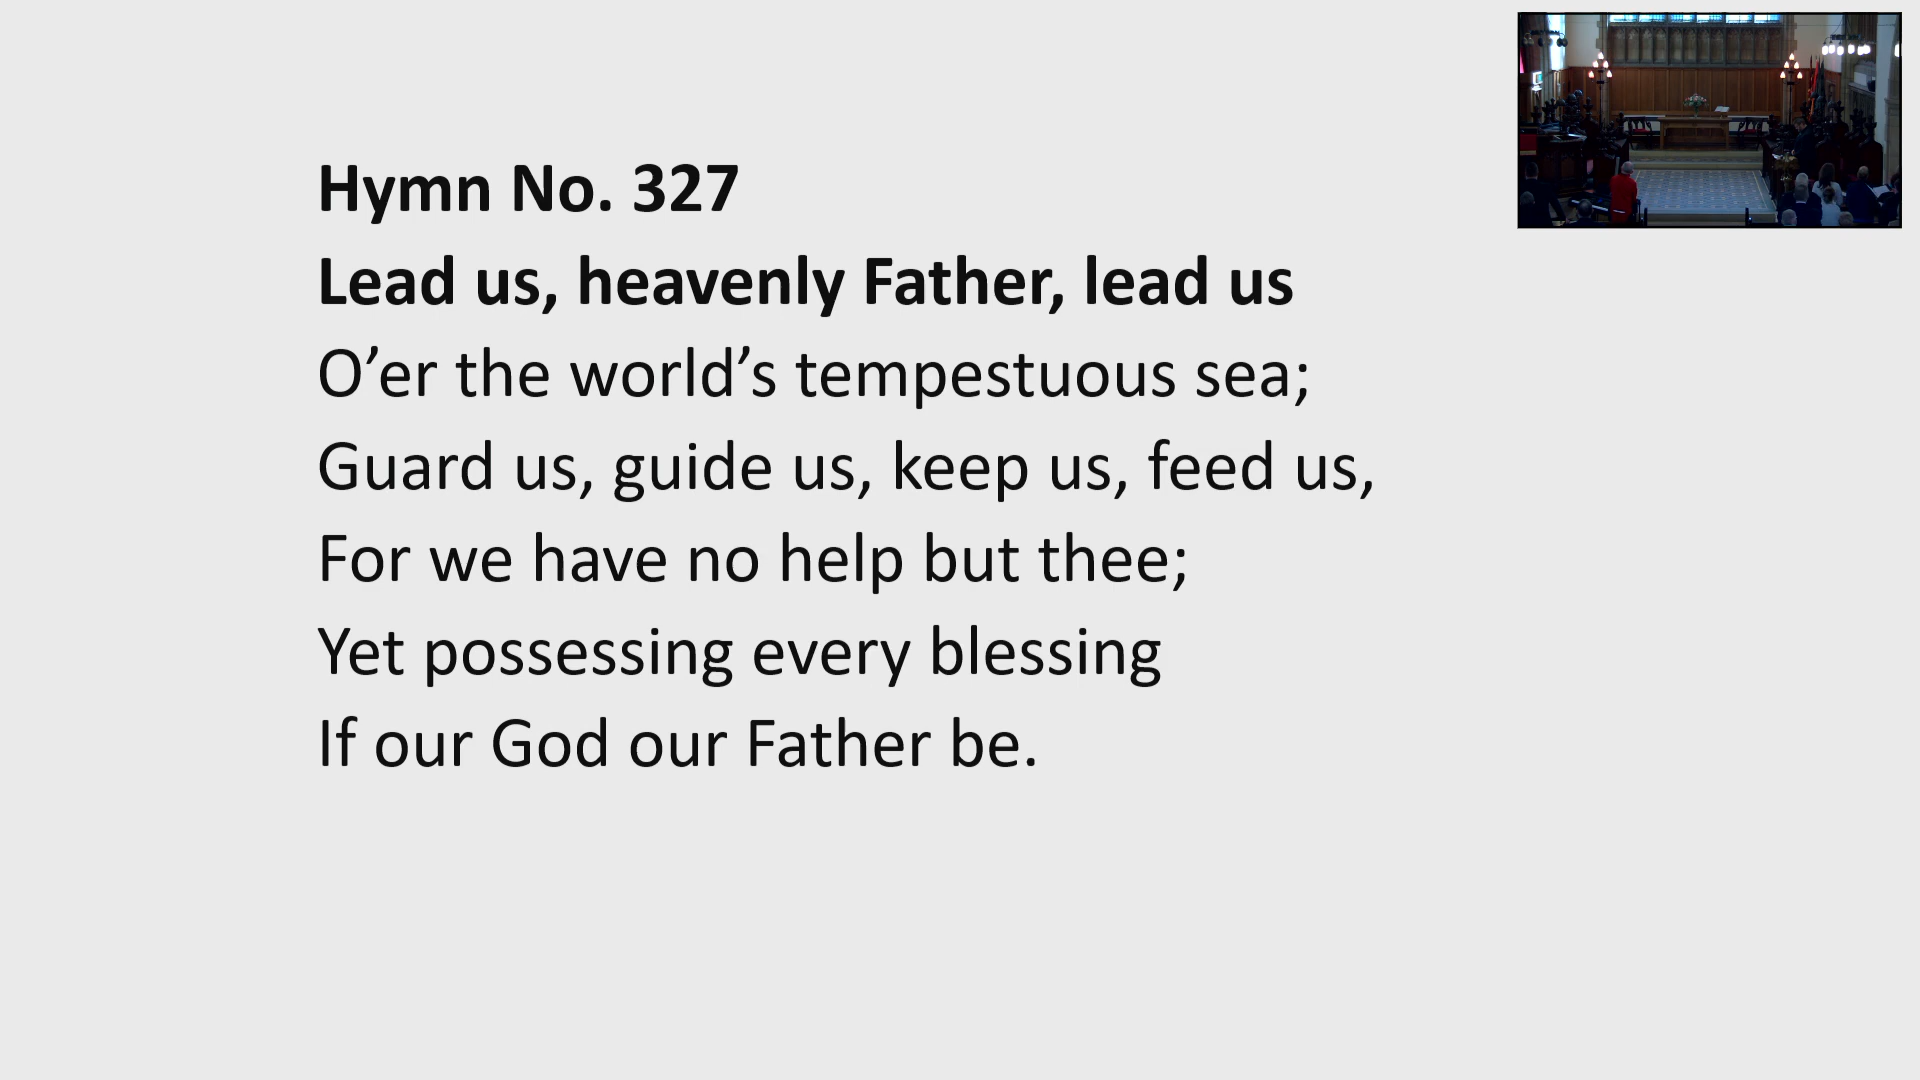 Hymn No. 327
Lead us, heavenly Father, lead us
O’er the world’s tempestuous sea;
Guard us, guide us, keep us, feed us,
For we have no help but thee;
Yet possessing every blessing
If our God our Father be.